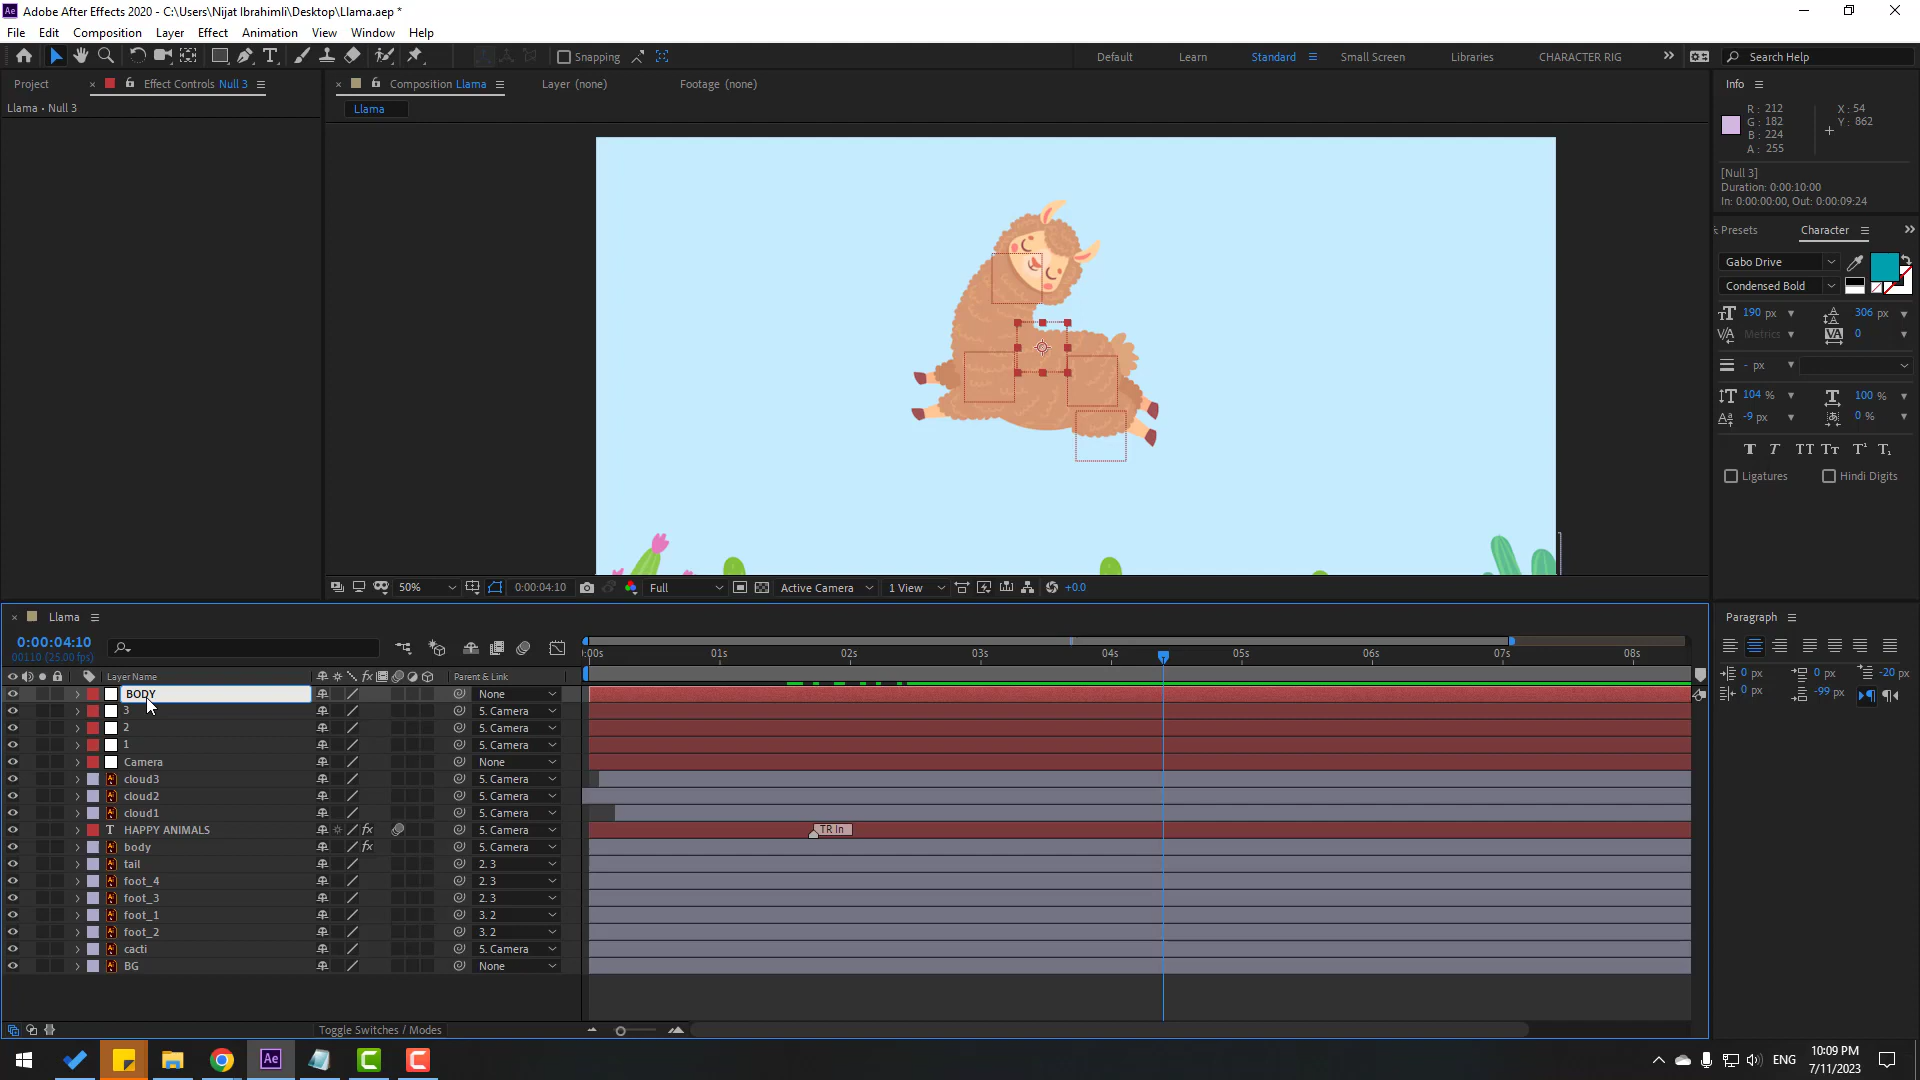 Adobe After Effects 2020 - C:\Users\Nijat Ibrahimli\Desktop\Llama.aep *
File Edit Composition Layer Effect Animation View Window Help
Snapping Default Learn Standard Small Screen Libraries CHARACTER RIG Search Help
Project Effect Controls Null 3 Composition Llama Layer (none) Footage (none) Info
Llama • Null 3
Llama
R : 212 X : 54
G : 182 Y : 862
B : 224
A : 255
[Null 3]
Duration: 0:00:10:00
In: 0:00:00:00, Out: 0:00:09:24
Presets Character
Gabo Drive
Condensed Bold
190 px 306 px
Metrics 0
- px
104 % 100 %
-9 px 0 %
Ligatures Hindi Digits
50% 0:00:04:10 Full Active Camera 1 View +0.0
Llama
0:00:04:10
00110 (25.00 fps)
:00s 01s 02s 03s 04s 05s 06s 07s 08s
Layer Name Parent & Link
BODY None
3 5. Camera
2 5. Camera
1 5. Camera
Camera None
cloud3 5. Camera
cloud2 5. Camera
cloud1 5. Camera
HAPPY ANIMALS 5. Camera TR In
body 5. Camera
tail 2. 3
foot_4 2. 3
foot_3 2. 3
foot_1 3. 2
foot_2 3. 2
cacti 5. Camera
BG None
Toggle Switches / Modes
Paragraph
0 px 0 px -20 px
0 px -99 px
ENG
10:09 PM
7/11/2023